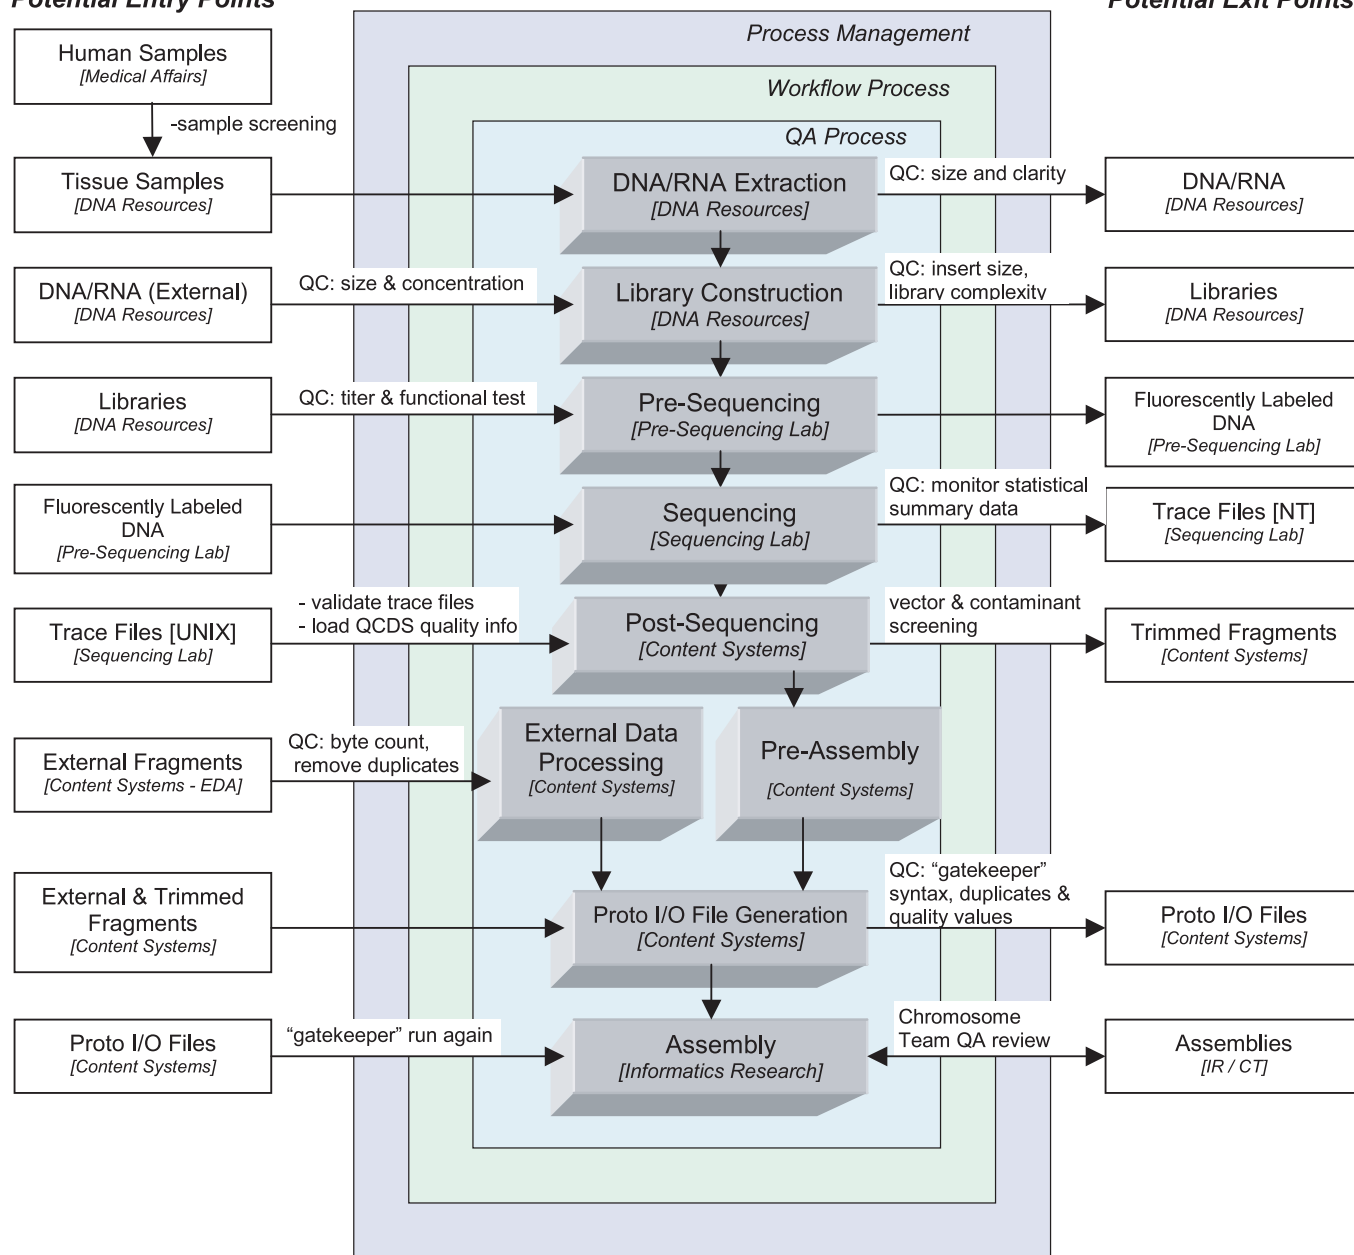 Potential Entry Points
Potential Exit Points
Process Management
Workflow Process
QA Process
Human Samples
[Medical Affairs]
-sample screening
Tissue Samples
[DNA Resources]
DNA/RNA Extraction
[DNA Resources]
QC: size and clarity
DNA/RNA
[DNA Resources]
DNA/RNA (External)
[DNA Resources]
QC: size & concentration
Library Construction
[DNA Resources]
QC: insert size,
library complexity
Libraries
[DNA Resources]
Libraries
[DNA Resources]
QC: titer & functional test
Pre-Sequencing
[Pre-Sequencing Lab]
Fluorescently Labeled
DNA
[Pre-Sequencing Lab]
Fluorescently Labeled
DNA
[Pre-Sequencing Lab]
Sequencing
[Sequencing Lab]
QC: monitor statistical
summary data
Trace Files [NT]
[Sequencing Lab]
Trace Files [UNIX]
[Sequencing Lab]
- validate trace files
- load QCDS quality info
Post-Sequencing
[Content Systems]
vector & contaminant
screening
Trimmed Fragments
[Content Systems]
External Fragments
[Content Systems - EDA]
QC: byte count,
remove duplicates
External Data
Processing
[Content Systems]
Pre-Assembly
[Content Systems]
External & Trimmed
Fragments
[Content Systems]
Proto I/O File Generation
[Content Systems]
QC: “gatekeeper”
syntax, duplicates &
quality values
Proto I/O Files
[Content Systems]
Proto I/O Files
[Content Systems]
“gatekeeper” run again
Assembly
[Informatics Research]
Chromosome
Team QA review
Assemblies
[IR / CT]